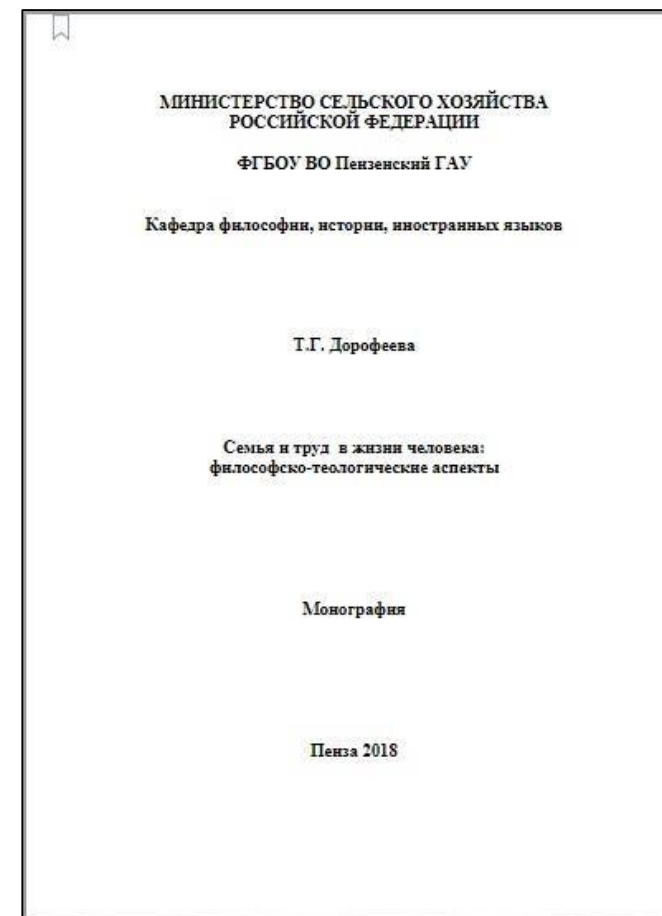 МИНИСТЕРСТВО СЕЛЬСКОГО ХОЗЯЙСТВА
РОССИЙСКОЙ ФЕДЕРАЦИИ
ФГБОУ ВО Пензенский ГАУ
Кафедра философии, истории, иностранных языков
Т.Г. Дорофеева
Семья и труд в жизни человека:
философско-теологические аспекты
Монография
Пенза 2018